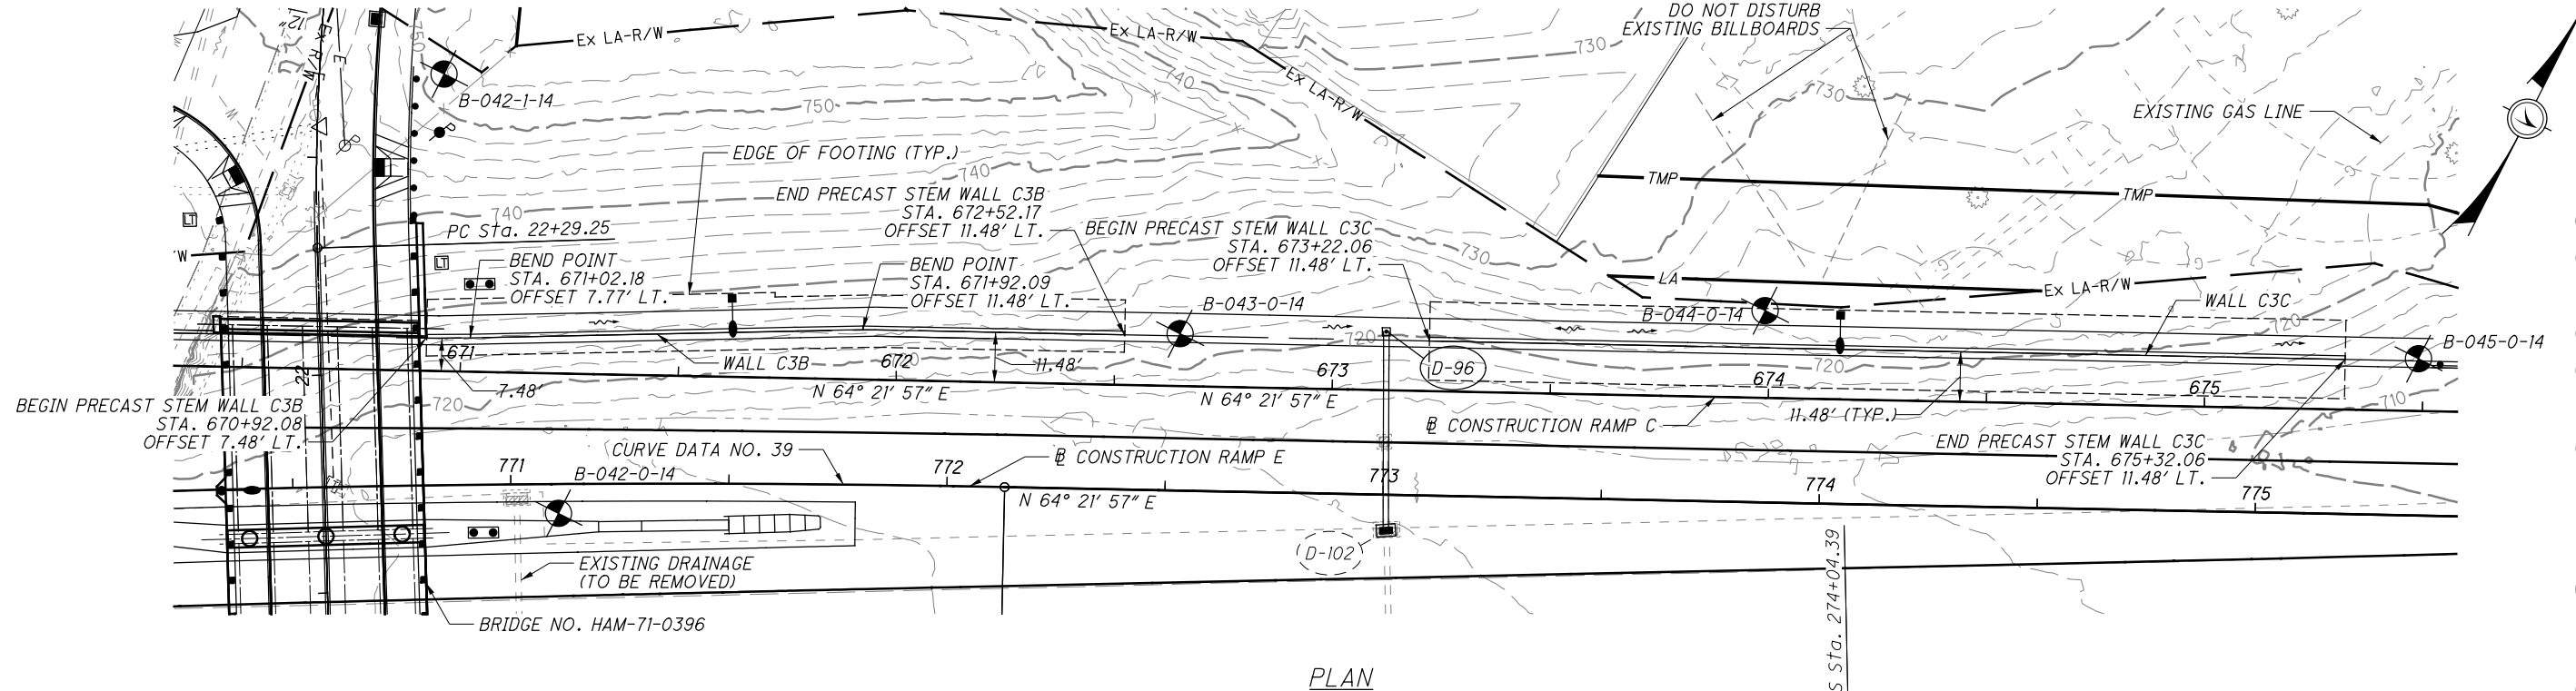 DO NOT DISTURB
EXISTING BILLBOARDS
12"
Ex R/W
E
750
Ex LA-R/W
Ex LA-R/W
Ex LA-R/W
730
740
730
750
B-042-1-14
EXISTING GAS LINE
EDGE OF FOOTING (TYP.)
740
TMP
TMP
END PRECAST STEM WALL C3B
STA. 672+52.17
OFFSET 11.48' LT.
740
PC Sta. 22+29.25
LT
LT
W
BEGIN PRECAST STEM WALL C3C
STA. 673+22.06
OFFSET 11.48' LT.
730
BEND POINT
STA. 671+02.18
OFFSET 7.77' LT.
BEND POINT
STA. 671+92.09
OFFSET 11.48' LT.
LA
Ex LA-R/W
B-043-0-14
B-044-0-14
WALL C3C
720
B-045-0-14
671
WALL C3B
672
11.48'
720
673
D-96
720
674
675
710
22
7.48'
720
N 64° 21' 57" E
N 64° 21' 57" E
BEGIN PRECAST STEM WALL C3B
STA. 670+92.08
OFFSET 7.48' LT.
11.48' (TYP.)
CONSTRUCTION RAMP C
END PRECAST STEM WALL C3C
STA. 675+32.06
OFFSET 11.48' LT.
CURVE DATA NO. 39
CONSTRUCTION RAMP E
771
B-042-0-14
772
773
774
775
N 64° 21' 57" E
D-102
EXISTING DRAINAGE
(TO BE REMOVED)
BRIDGE NO. HAM-71-0396
S Sta. 274+04.39
PLAN